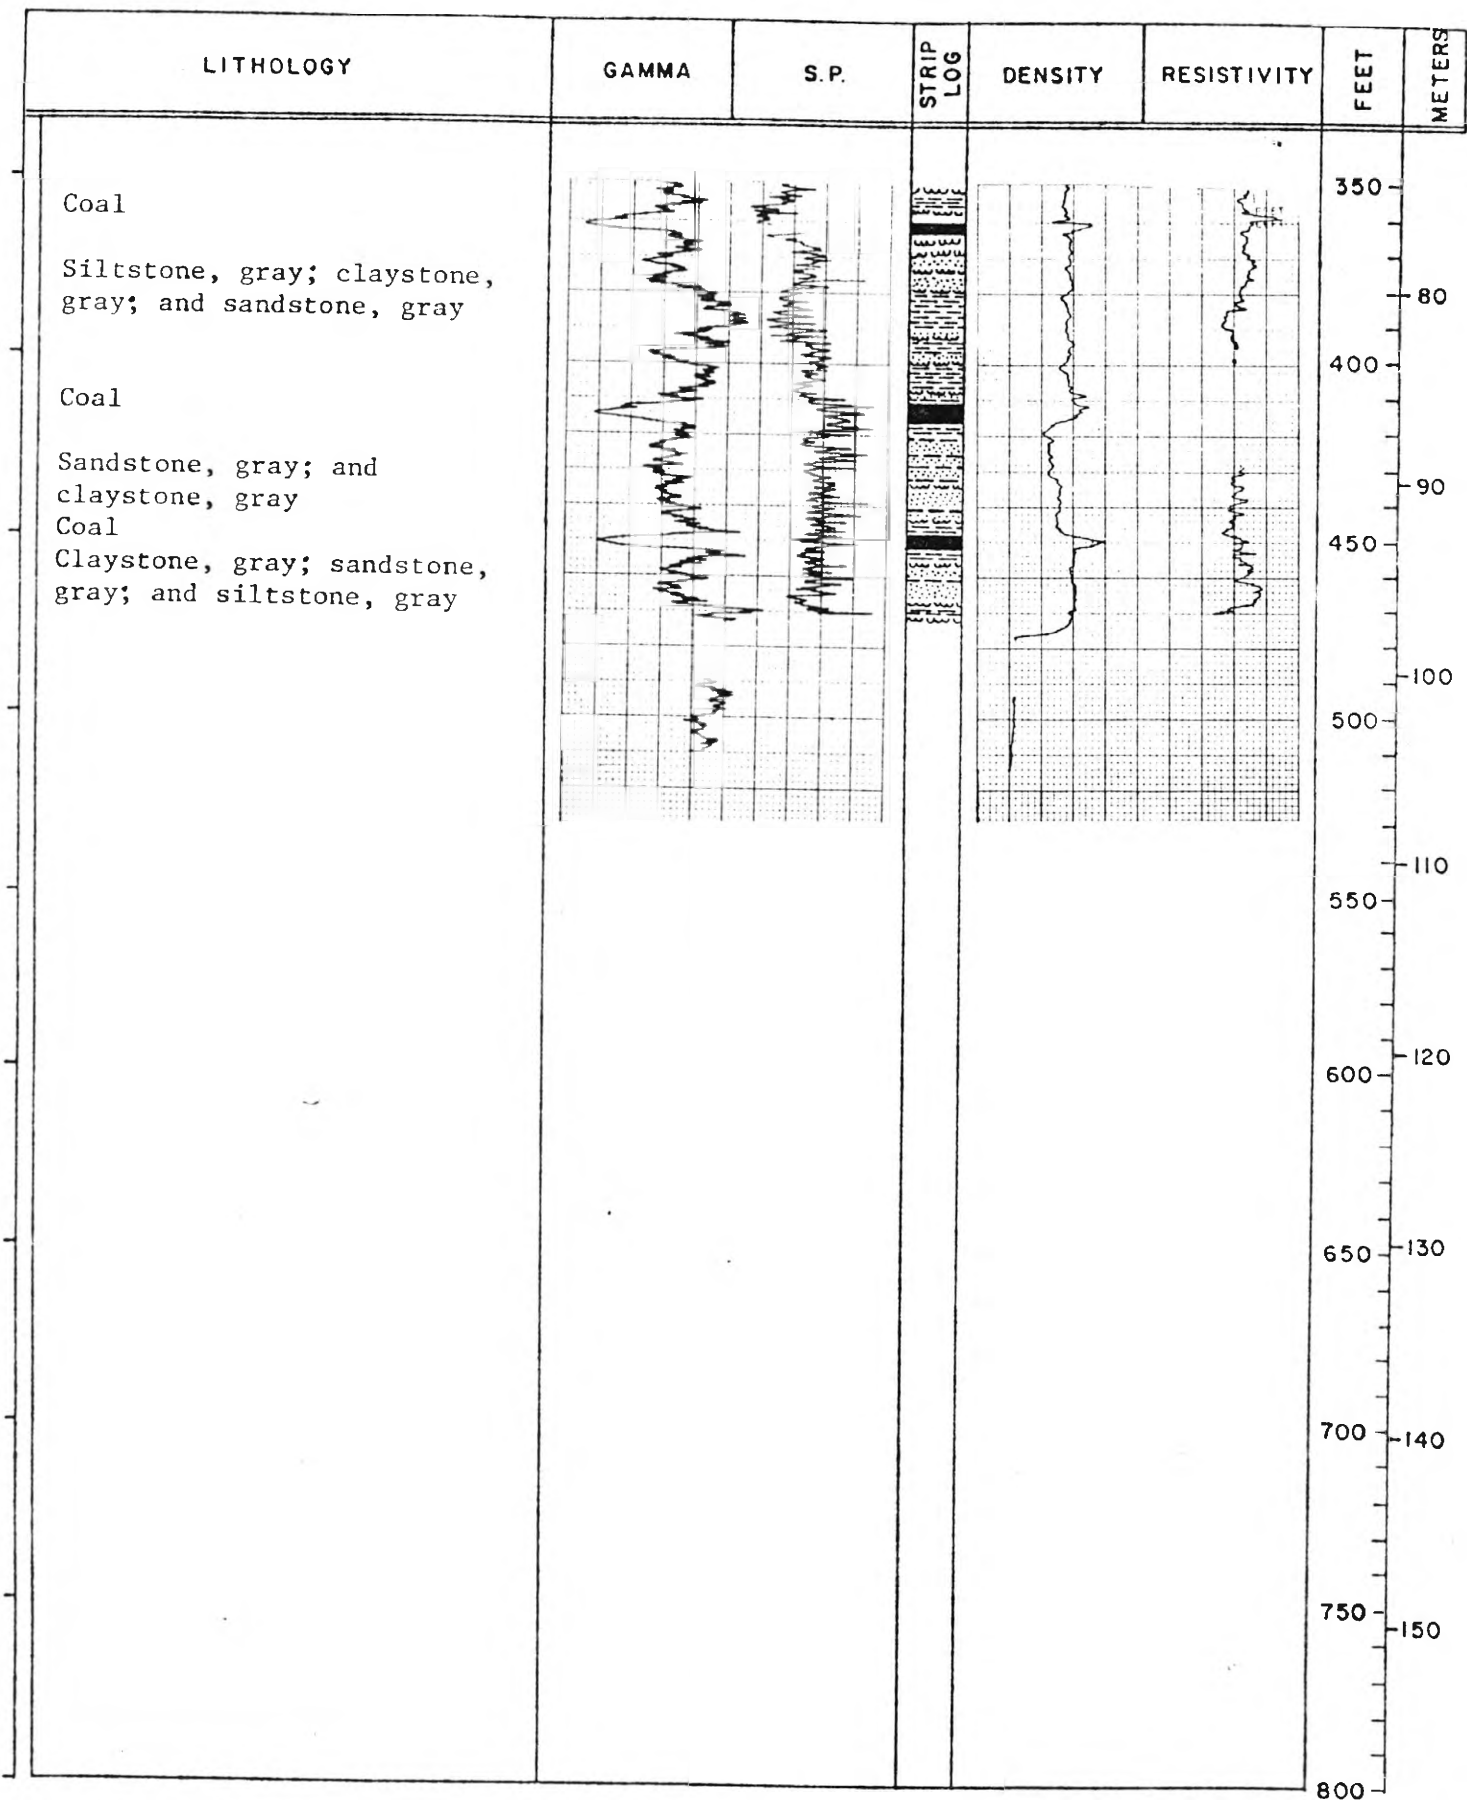 LITHOLOGY
GAMMA
S.P.
STRIP LOG
DENSITY
RESISTIVITY
FEET
METERS
Coal
Siltstone, gray; claystone,
gray; and sandstone, gray
Coal
Sandstone, gray; and
claystone, gray
Coal
Claystone, gray; sandstone,
gray; and siltstone, gray
350
80
400
90
450
100
500
110
550
120
600
130
650
140
700
150
750
800